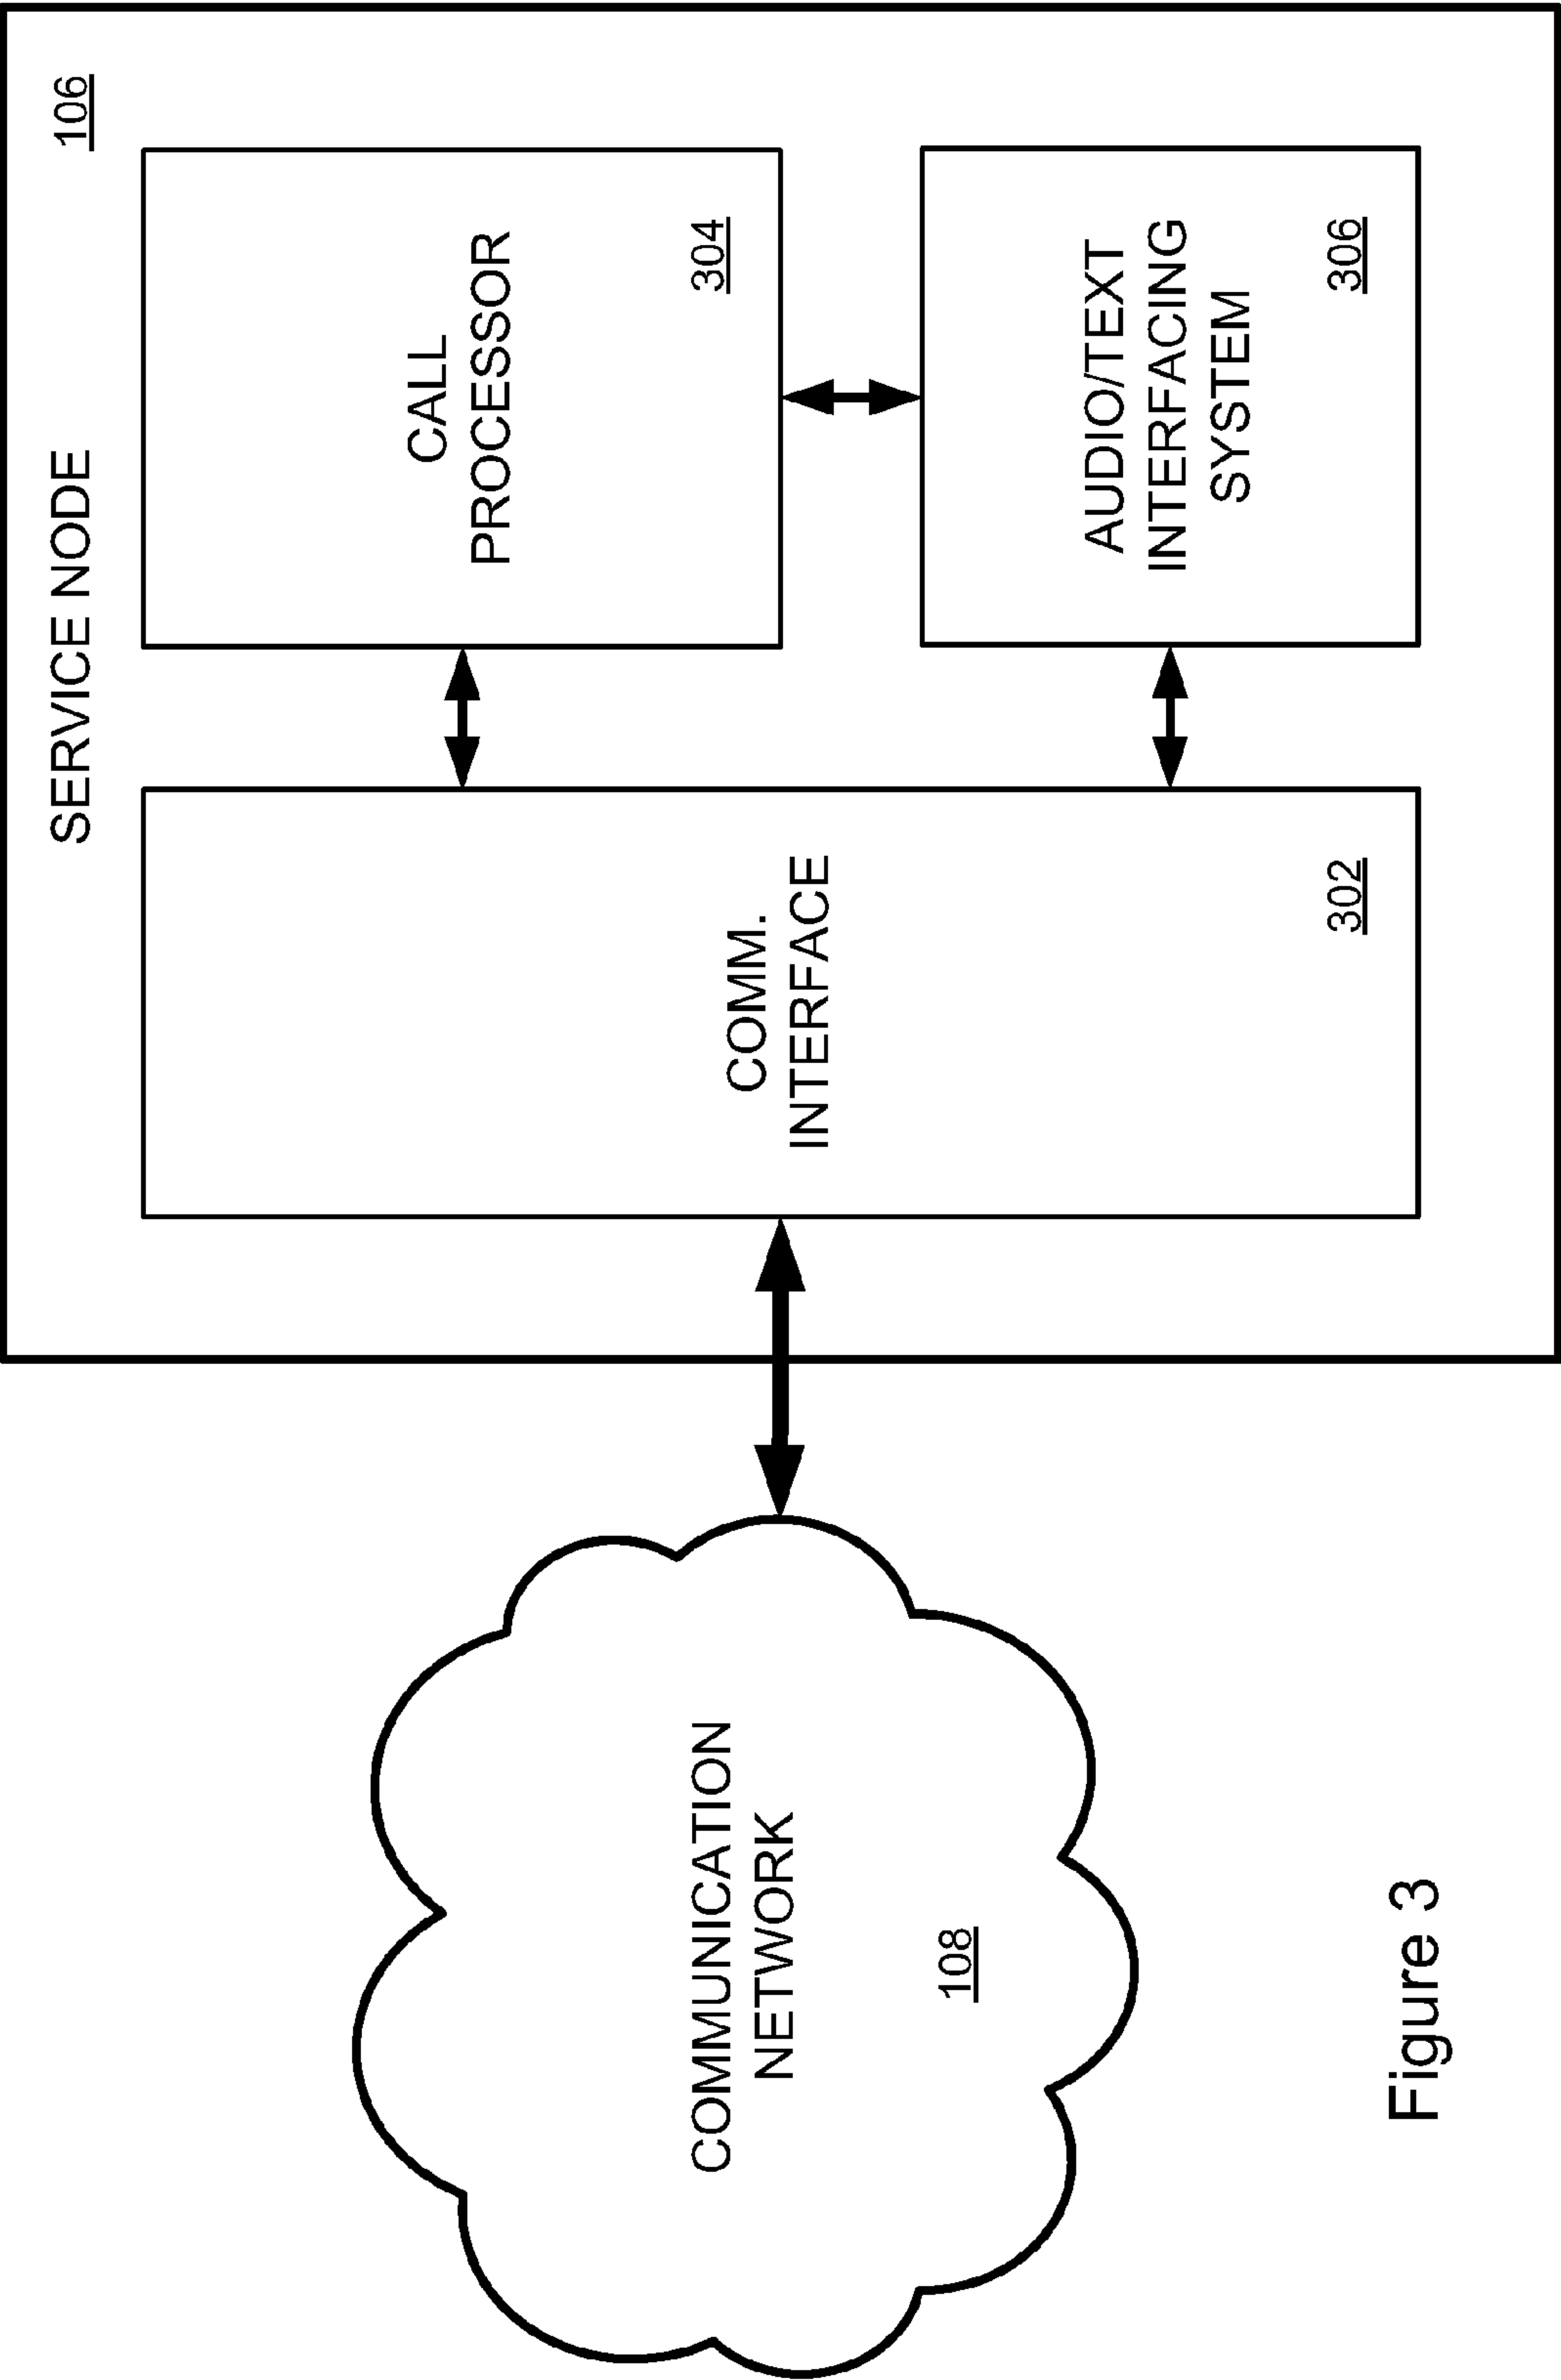 SERVICE NODE
106
COMMUNICATION
NETWORK
108
COMM.
INTERFACE
302
CALL
PROCESSOR
304
AUDIO/TEXT
INTERFACING
SYSTEM
306
Figure 3